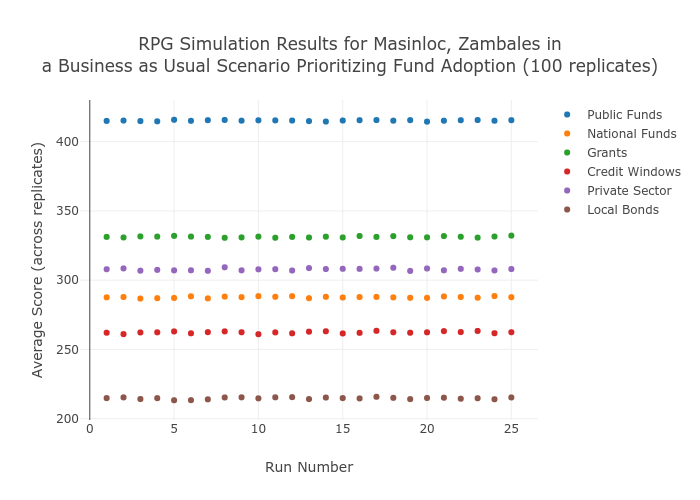 RPG Simulation Results for Masinloc, Zambales in
a Business as Usual Scenario Prioritizing Fund Adoption (100 replicates)
Average Score (across replicates)
400
350
300
250
200
0
5
10
15
20
25
Run Number
Public Funds
National Funds
Grants
Credit Windows
Private Sector
Local Bonds